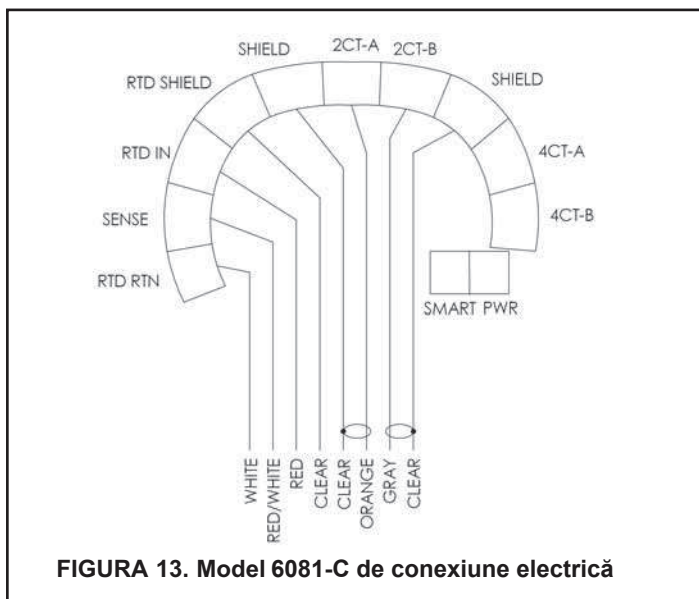 SHIELD
2CT-A
2CT-B
RTD SHIELD
SHIELD
RTD IN
4CT-A
SENSE
4CT-B
RTD RTN
SMART PWR
WHITE
RED/WHITE
RED
CLEAR
CLEAR
ORANGE
GRAY
CLEAR
FIGURA 13. Model 6081-C de conexiune electrică